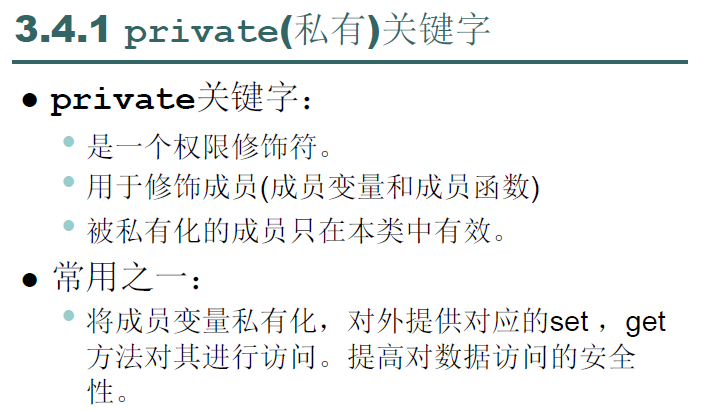 3.4.1 private(私有)关键字
● private关键字：
• 是一个权限修饰符。
• 用于修饰成员(成员变量和成员函数)
• 被私有化的成员只在本类中有效。
● 常用之一：
• 将成员变量私有化，对外提供对应的set ，get
方法对其进行访问。提高对数据访问的安全
性。